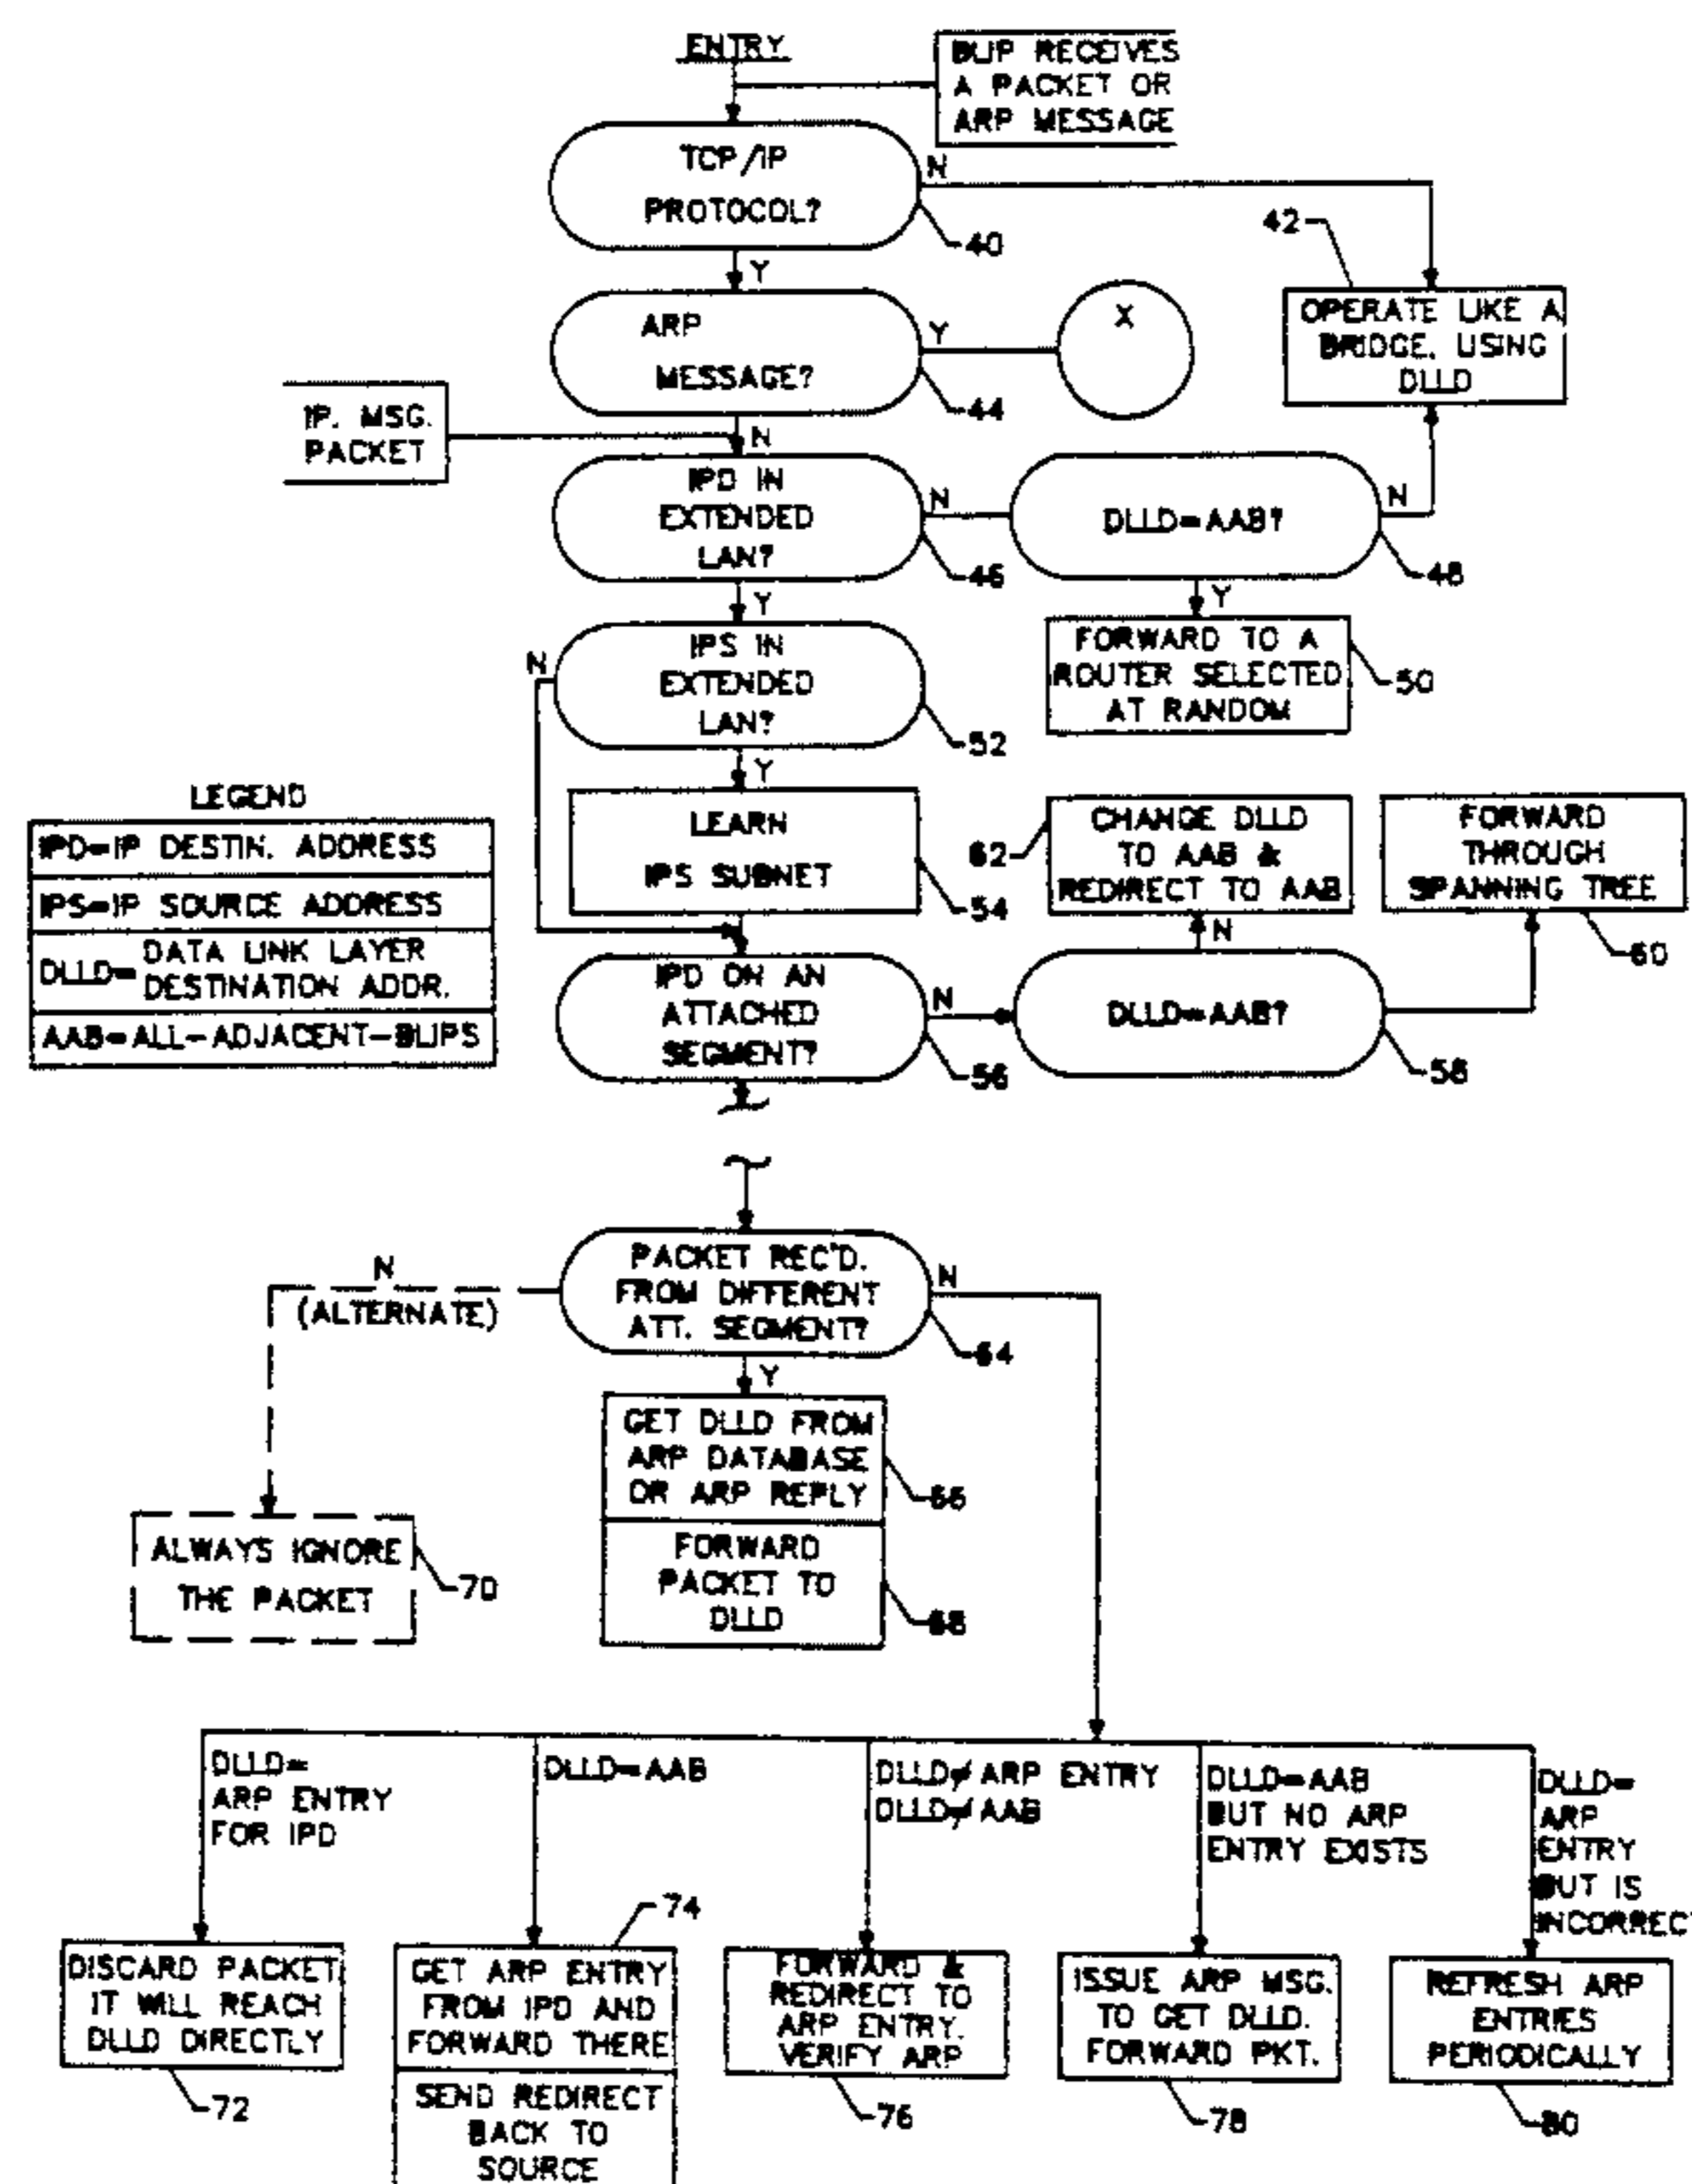 ENTRY
BLIP RECEIVES
A PACKET OR
ARP MESSAGE
TCP/IP
PROTOCOL?
N
40
Y
42
OPERATE LIKE A
BRIDGE, USING
DLLD
ARP
MESSAGE?
Y
X
44
N
IP. MSG.
PACKET
IPD IN
EXTENDED
LAN?
N
46
DLLD=AAB?
N
48
Y
Y
FORWARD TO A
ROUTER SELECTED
AT RANDOM
50
IPS IN
EXTENDED
LAN?
N
52
Y
LEARN
IPS SUBNET
54
62
CHANGE DLLD
TO AAB &
REDIRECT TO AAB
FORWARD
THROUGH
SPANNING TREE
60
LEGEND
IPD=IP DESTIN. ADDRESS
IPS=IP SOURCE ADDRESS
DLLD= DATA LINK LAYER
DESTINATION ADDR.
AAB=ALL-ADJACENT-BLIPS
N
IPD ON AN
ATTACHED
SEGMENT?
N
56
DLLD=AAB?
58
PACKET REC'D.
FROM DIFFERENT
ATT. SEGMENT?
N
(ALTERNATE)
N
64
Y
GET DLLD FROM
ARP DATABASE
OR ARP REPLY
66
FORWARD
PACKET TO
DLLD
68
ALWAYS IGNORE
THE PACKET
70
DLLD=
ARP ENTRY
FOR IPD
DLLD=AAB
DLLD≠ARP ENTRY
DLLD≠AAB
DLLD=AAB
BUT NO ARP
ENTRY EXISTS
DLLD=
ARP
ENTRY
BUT IS
INCORRECT
DISCARD PACKET
IT WILL REACH
DLLD DIRECTLY
72
74
GET ARP ENTRY
FROM IPD AND
FORWARD THERE
SEND REDIRECT
BACK TO
SOURCE
FORWARD &
REDIRECT TO
ARP ENTRY.
VERIFY ARP
76
ISSUE ARP MSG.
TO GET DLLD.
FORWARD PKT.
78
REFRESH ARP
ENTRIES
PERIODICALLY
80